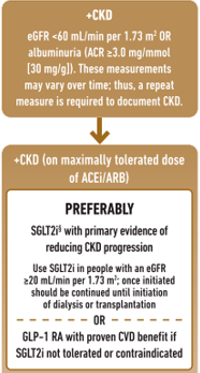 +CKD
eGFR <60 mL/min per 1.73 m² OR
albuminuria (ACR ≥3.0 mg/mmol
[30 mg/g]). These measurements
may vary over time; thus, a repeat
measure is required to document CKD.
+CKD (on maximally tolerated dose
of ACEi/ARB)
PREFERABLY
SGLT2i§ with primary evidence of
reducing CKD progression
Use SGLT2i in people with an eGFR
≥20 mL/min per 1.73 m²; once initiated
should be continued until initiation
of dialysis or transplantation
OR
GLP-1 RA with proven CVD benefit if
SGLT2i not tolerated or contraindicated